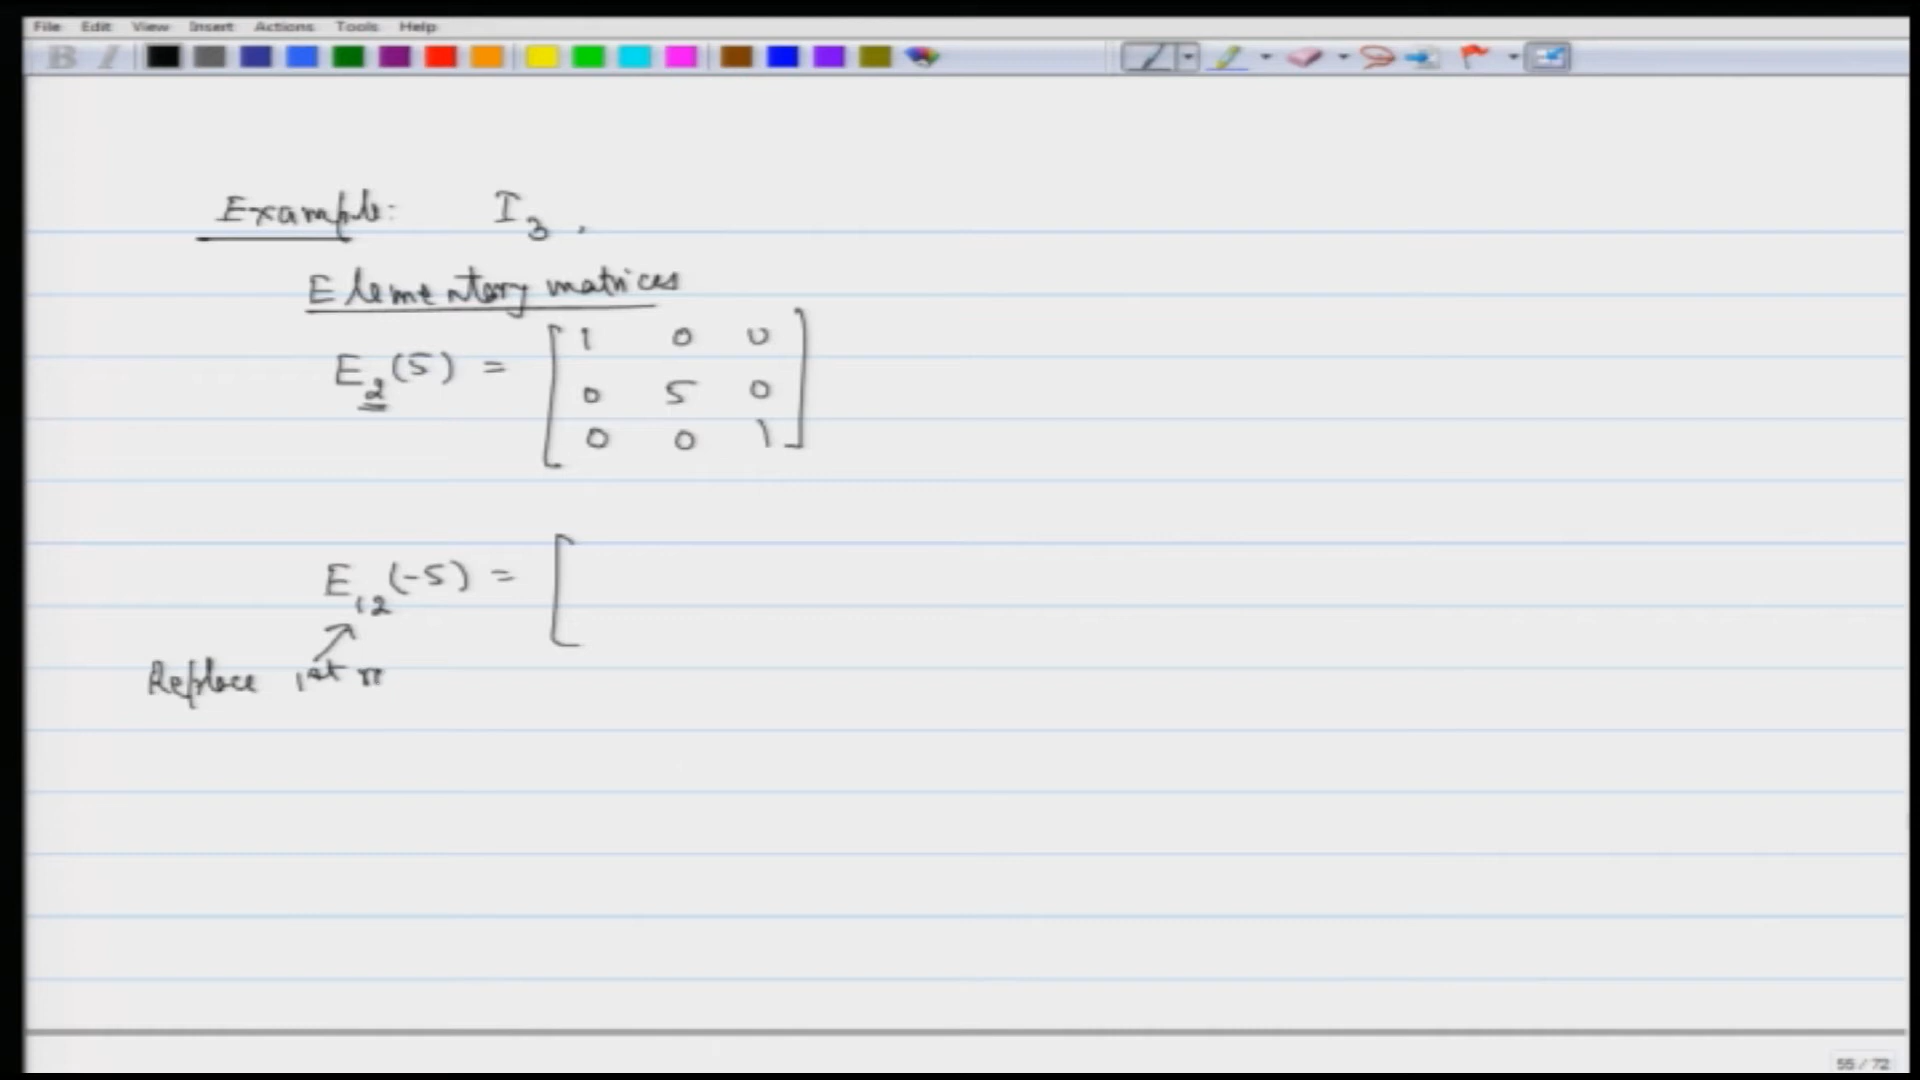 File Edit View Insert Actions Tools Help
B I
Example: I₃ .
Elementary matrices
E₂(5) = [ 1 0 0
0 5 0
0 0 1 ]
E₁₂(-5) = [
Replace 1st r
55 / 72